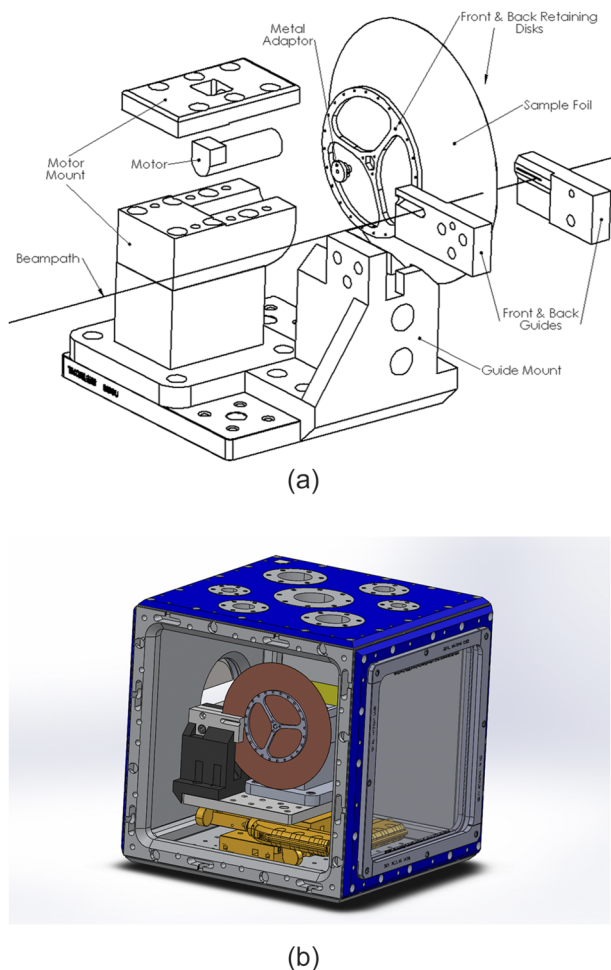 Metal
Adaptor
Front & Back Retaining
Disks
Sample Foil
Motor
Mount
Motor
Beampath
Front & Back
Guides
Guide Mount
(a)
(b)